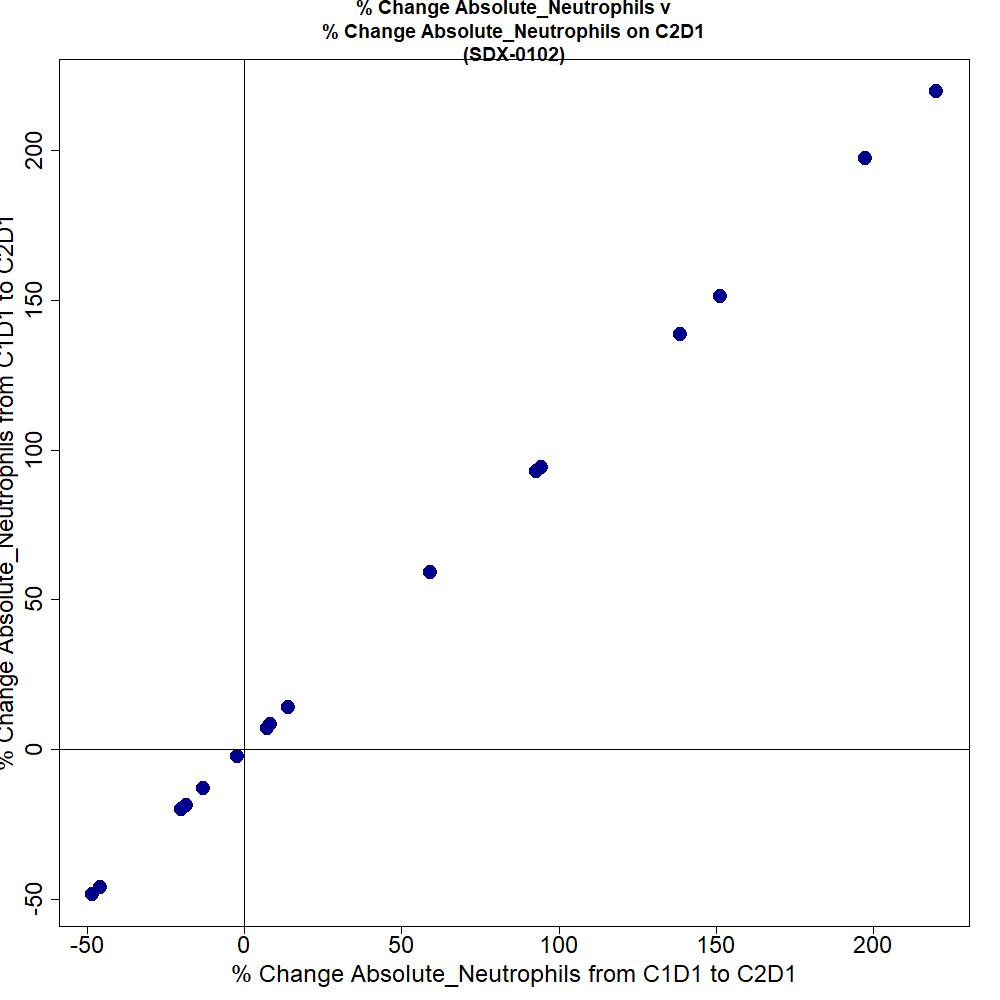 % Change Absolute_Neutrophils v
% Change Absolute_Neutrophils on C2D1
(SDX-0102)
% Change Absolute_Neutrophils from C1D1 to C2D1
200
150
100
50
0
-50
-50
0
50
100
150
200
% Change Absolute_Neutrophils from C1D1 to C2D1